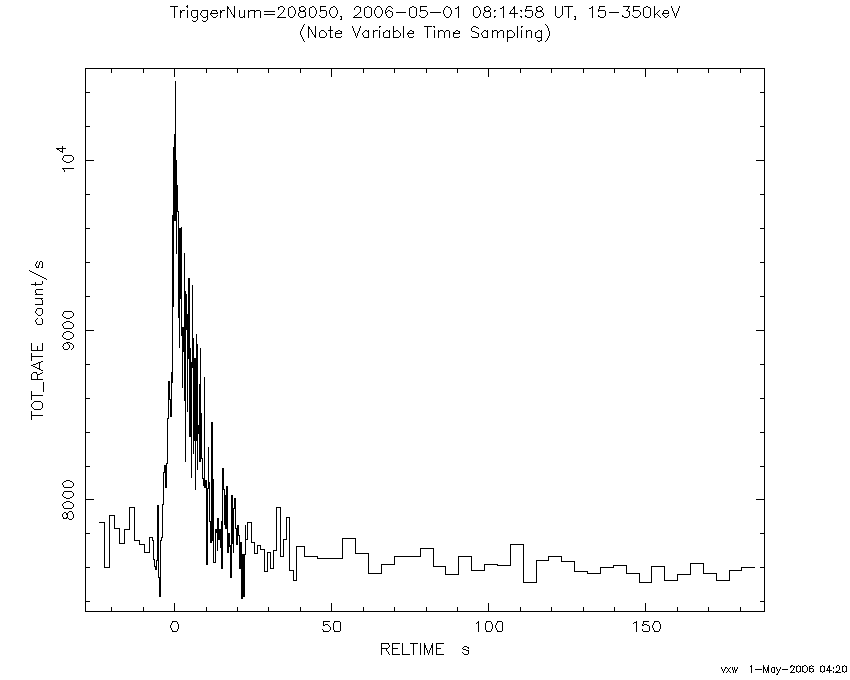 TriggerNum=208050, 2006-05-01 08:14:58 UT, 15-350keV
(Note Variable Time Sampling)
10⁴
9000
8000
TOT_RATE count/s
0 50 100 150
RELTIME s
vxw 1-May-2006 04:20